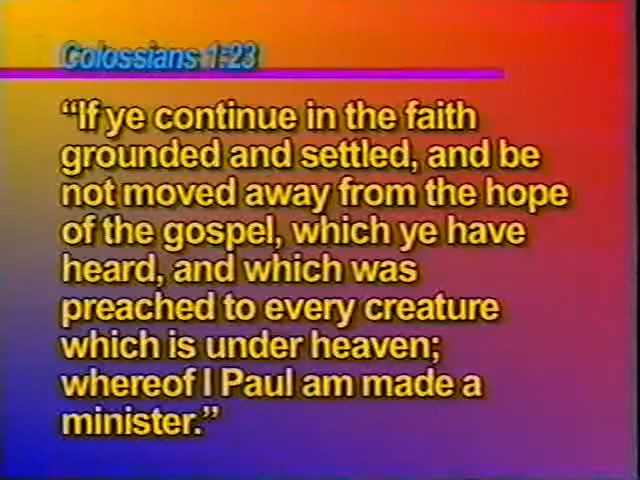 Colossians 1:23
“If ye continue in the faith
grounded and settled, and be
not moved away from the hope
of the gospel, which ye have
heard, and which was
preached to every creature
which is under heaven;
whereof I Paul am made a
minister.”